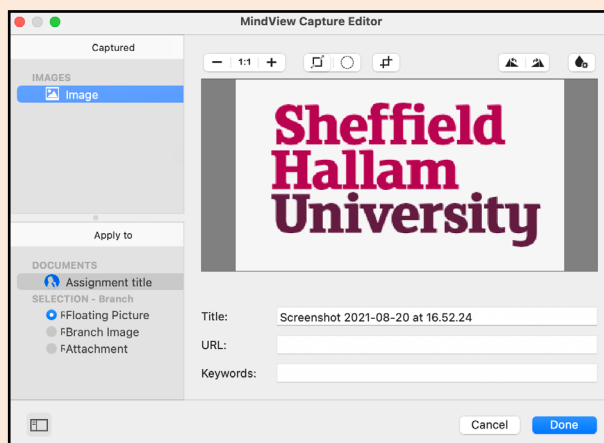 MindView Capture Editor
Captured
IMAGES
Image
Apply to
DOCUMENTS
Assignment title
SELECTION - Branch
FFloating Picture
FBranch Image
FAttachment
1:1
Sheffield
Hallam
University
Title: Screenshot 2021-08-20 at 16.52.24
URL:
Keywords:
Cancel Done